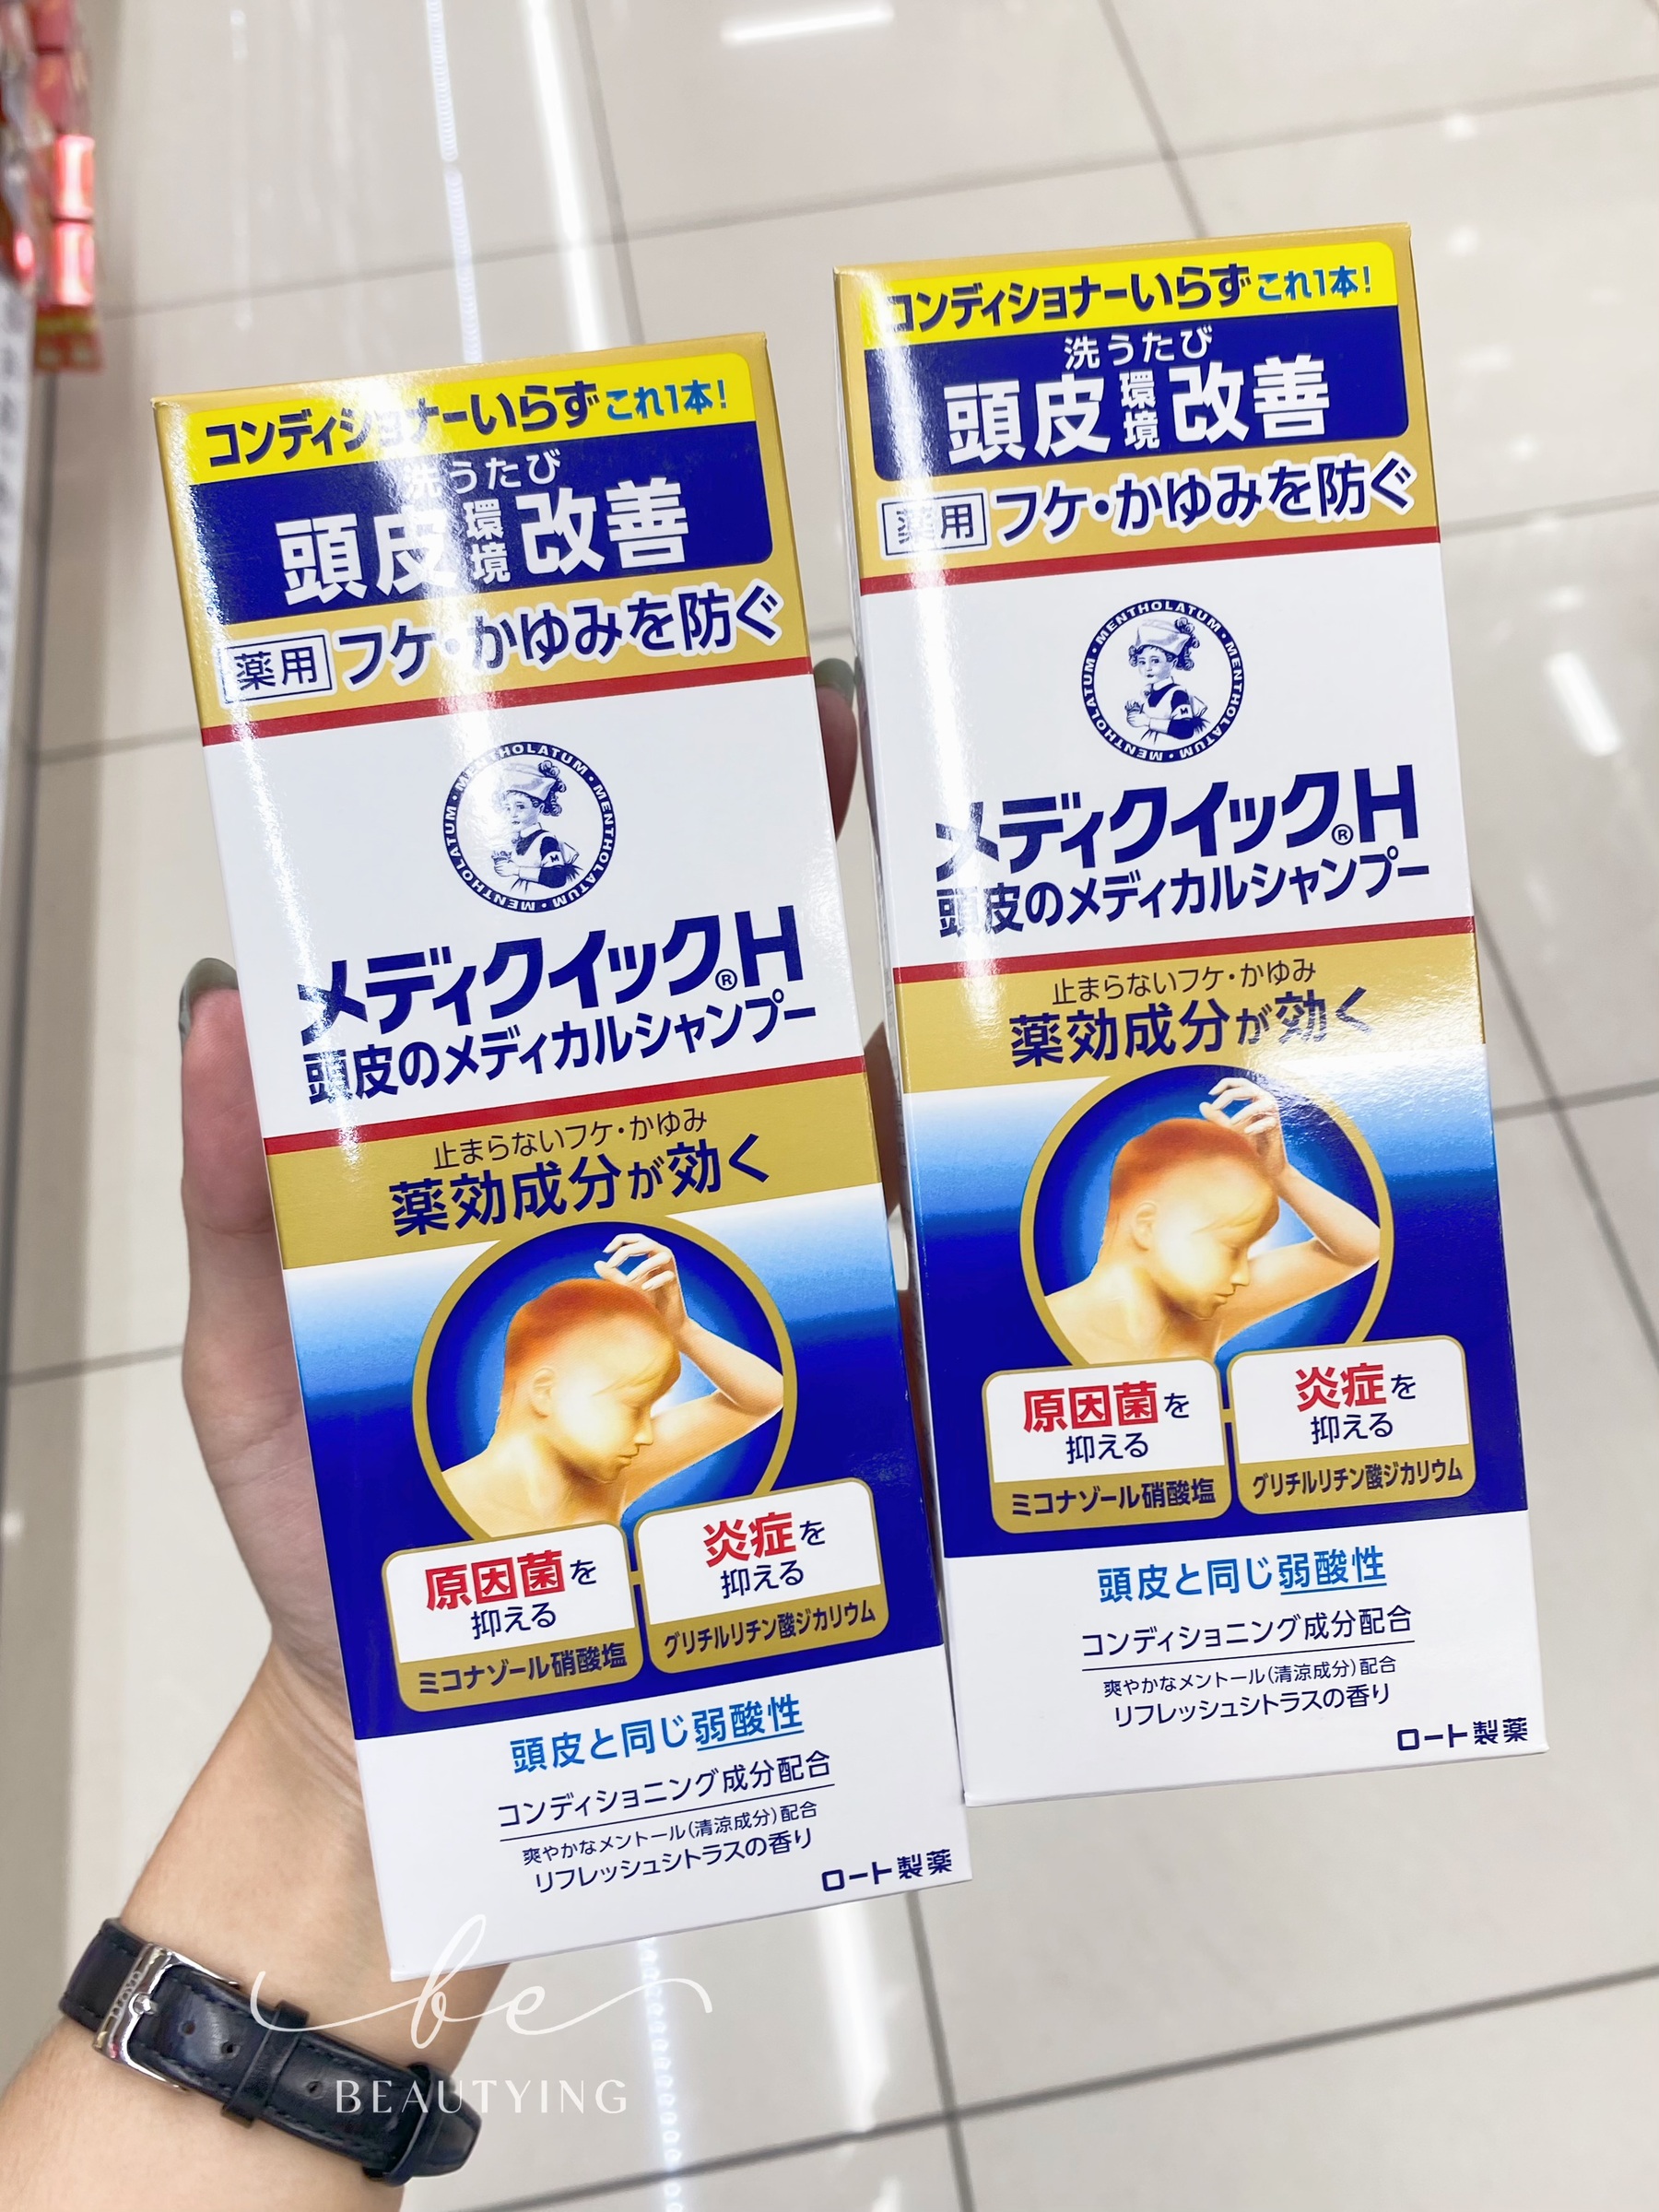 コンディショナーいらずこれ1本!
洗うたび
頭皮環境改善
薬用 フケ・かゆみを防ぐ
MENTHOLATUM・MENTHOLATUM・MENTHOLATUM・
メディクイック®H
頭皮のメディカルシャンプー
止まらないフケ・かゆみ
薬効成分が効く
原因菌を
抑える
ミコナゾール硝酸塩
炎症を
抑える
グリチルリチン酸ジカリウム
頭皮と同じ弱酸性
コンディショニング成分配合
爽やかなメントール(清涼成分)配合
リフレッシュシトラスの香り
ロート製薬
コンディショナーいらずこれ1本!
洗うたび
頭皮環境改善
薬用 フケ・かゆみを防ぐ
MENTHOLATUM・MENTHOLATUM・MENTHOLATUM・
メディクイック®H
頭皮のメディカルシャンプー
止まらないフケ・かゆみ
薬効成分が効く
原因菌を
抑える
ミコナゾール硝酸塩
炎症を
抑える
グリチルリチン酸ジカリウム
頭皮と同じ弱酸性
コンディショニング成分配合
爽やかなメントール(清涼成分)配合
リフレッシュシトラスの香り
ロート製薬
be
BEAUTYING